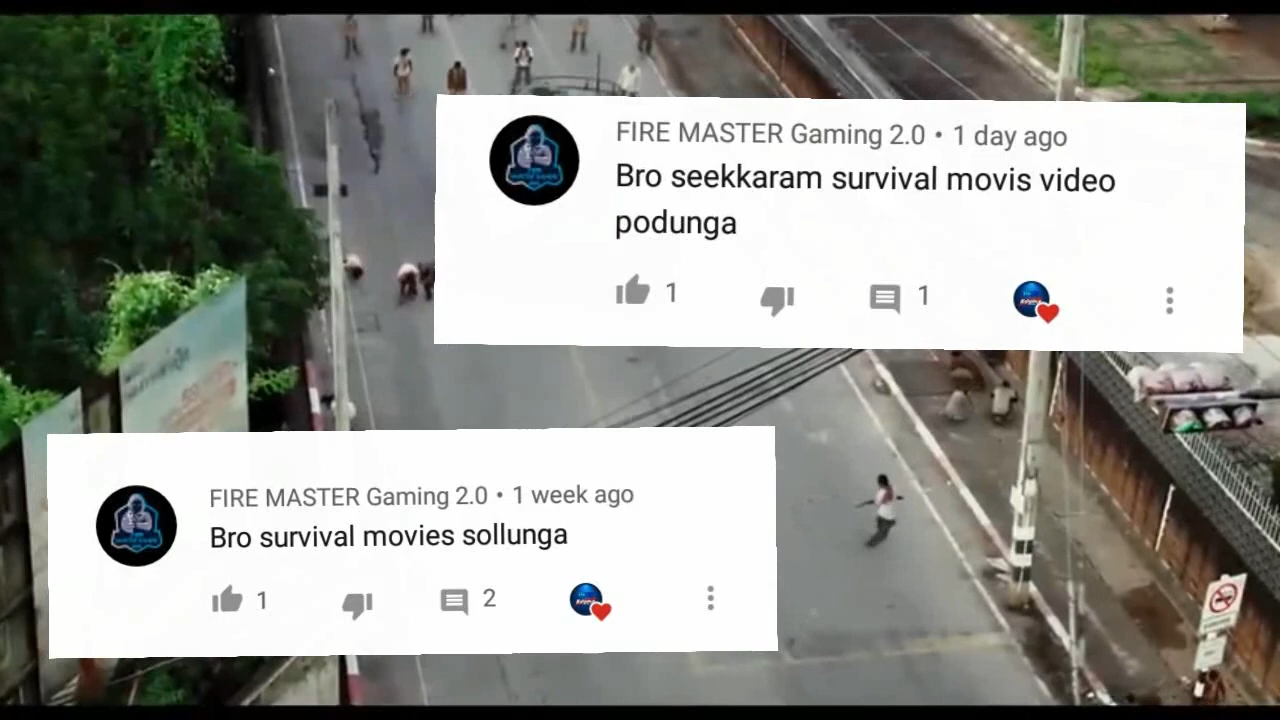 FIRE MASTER Gaming 2.0 • 1 day ago
Bro seekkaram survival movis video
podunga
1
1
FIRE MASTER Gaming 2.0 • 1 week ago
Bro survival movies sollunga
1
2